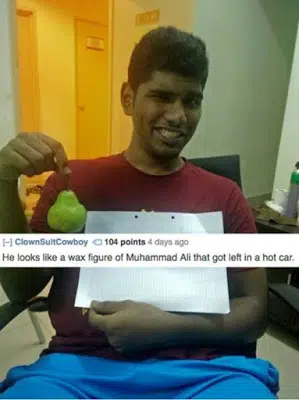 [-] ClownSuitCowboy 104 points 4 days ago
He looks like a wax figure of Muhammad Ali that got left in a hot car.